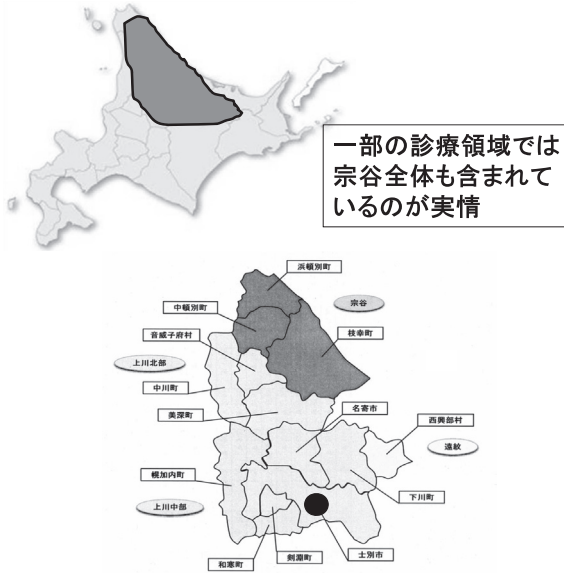 一部の診療領域では
宗谷全体も含まれて
いるのが実情
浜頓別町
中頓別町
宗谷
音威子府村
枝幸町
上川北部
中川町
名寄市
美深町
西興部村
遠紋
幌加内町
下川町
上川中部
士別市
剣淵町
和寒町